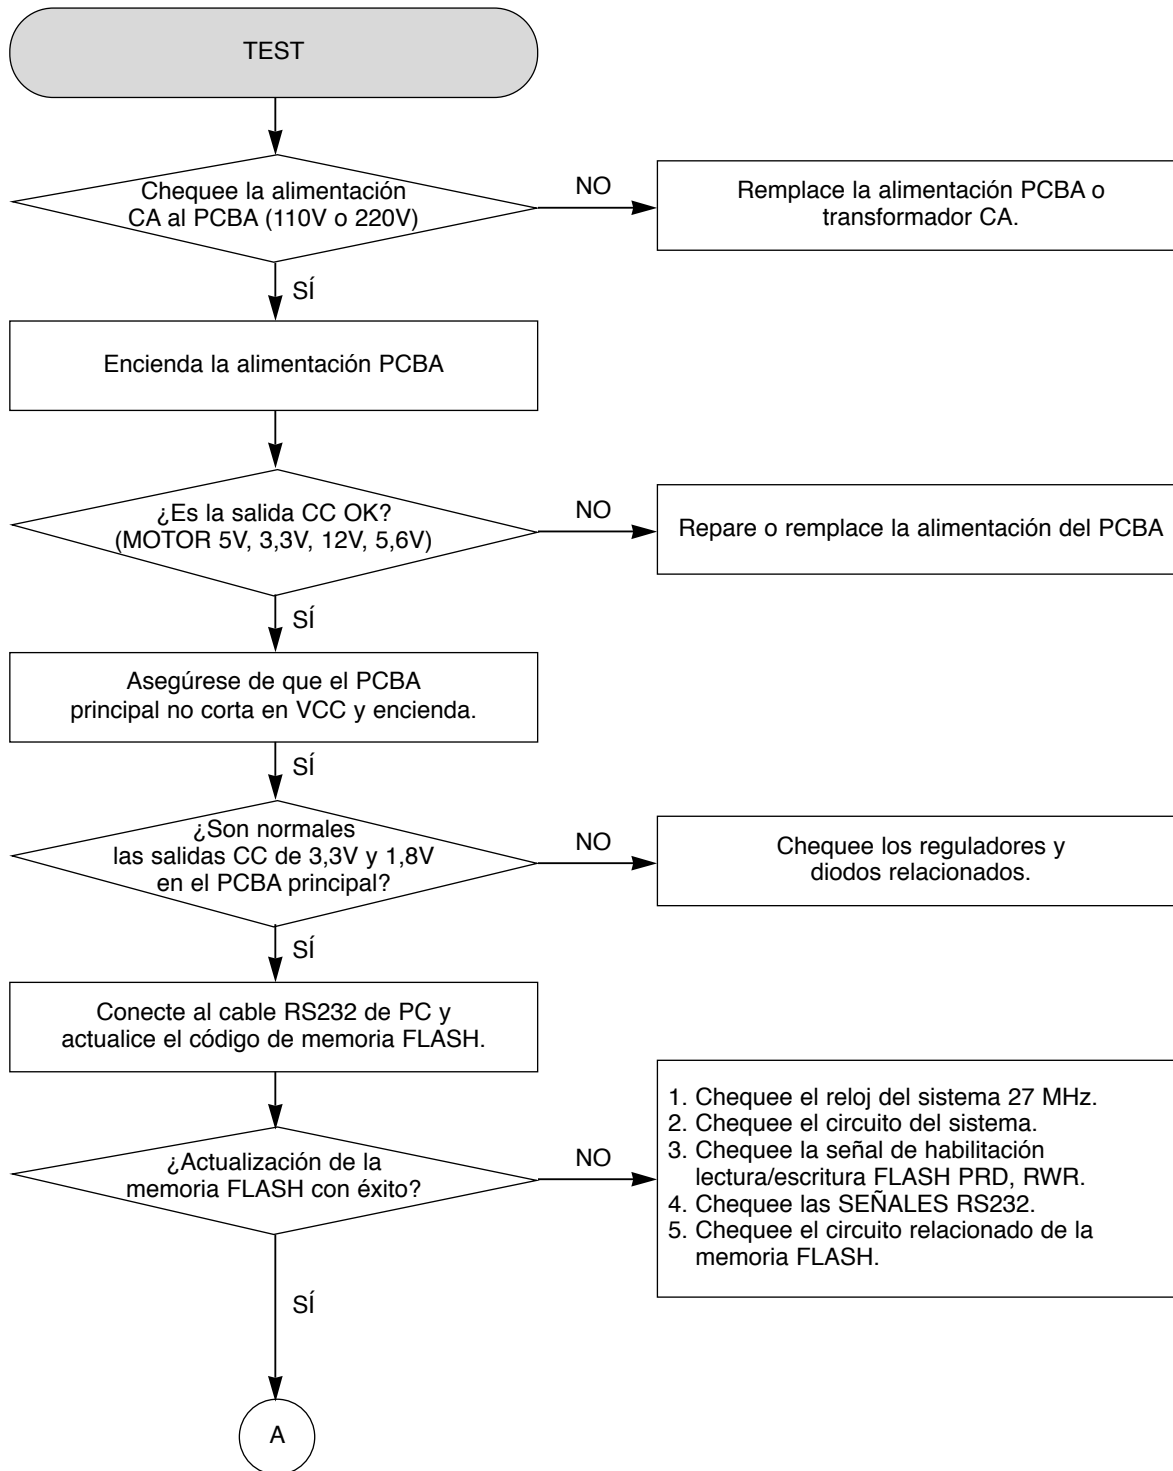 TEST
Chequee la alimentación
CA al PCBA (110V o 220V)
NO
Remplace la alimentación PCBA o
transformador CA.
SÍ
Encienda la alimentación PCBA
¿Es la salida CC OK?
(MOTOR 5V, 3,3V, 12V, 5,6V)
NO
Repare o remplace la alimentación del PCBA
SÍ
Asegúrese de que el PCBA
principal no corta en VCC y encienda.
SÍ
¿Son normales
las salidas CC de 3,3V y 1,8V
en el PCBA principal?
NO
Chequee los reguladores y
diodos relacionados.
SÍ
Conecte al cable RS232 de PC y
actualice el código de memoria FLASH.
¿Actualización de la
memoria FLASH con éxito?
NO
1. Chequee el reloj del sistema 27 MHz.
2. Chequee el circuito del sistema.
3. Chequee la señal de habilitación
lectura/escritura FLASH PRD, RWR.
4. Chequee las SEÑALES RS232.
5. Chequee el circuito relacionado de la
memoria FLASH.
SÍ
A